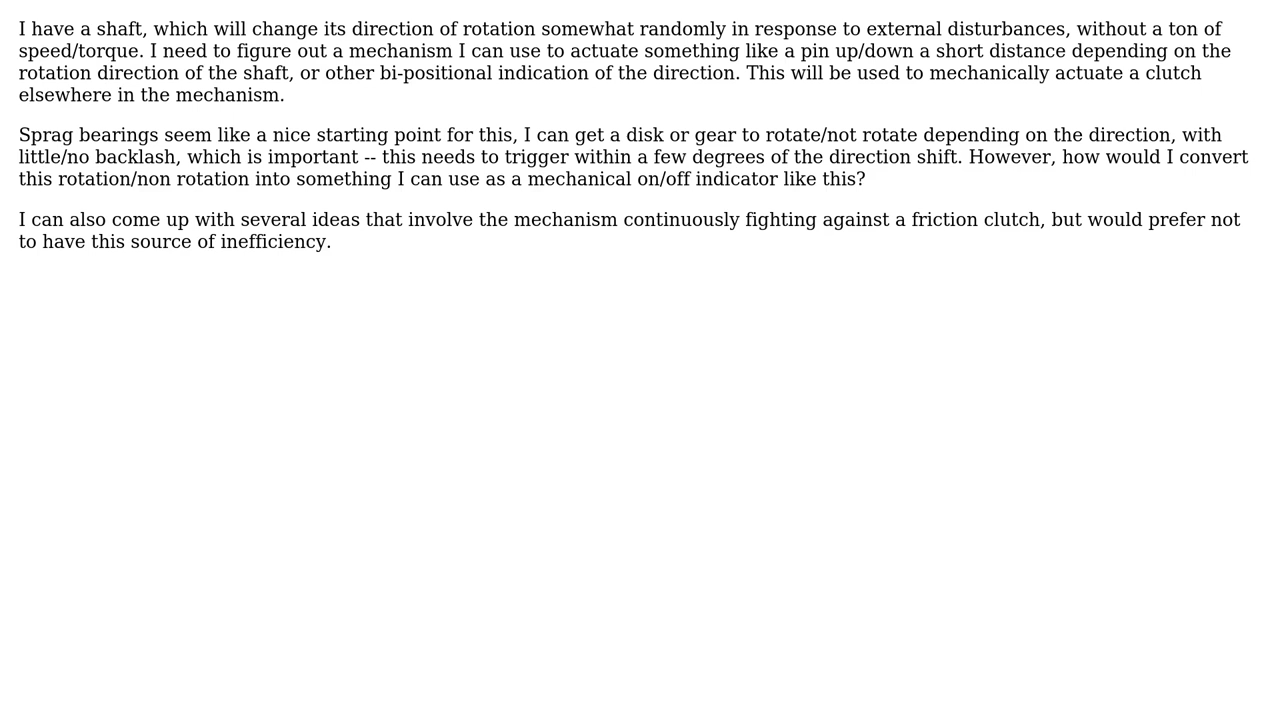 I have a shaft, which will change its direction of rotation somewhat randomly in response to external disturbances, without a ton of
speed/torque. I need to figure out a mechanism I can use to actuate something like a pin up/down a short distance depending on the
rotation direction of the shaft, or other bi-positional indication of the direction. This will be used to mechanically actuate a clutch
elsewhere in the mechanism.
Sprag bearings seem like a nice starting point for this, I can get a disk or gear to rotate/not rotate depending on the direction, with
little/no backlash, which is important -- this needs to trigger within a few degrees of the direction shift. However, how would I convert
this rotation/non rotation into something I can use as a mechanical on/off indicator like this?
I can also come up with several ideas that involve the mechanism continuously fighting against a friction clutch, but would prefer not
to have this source of inefficiency.